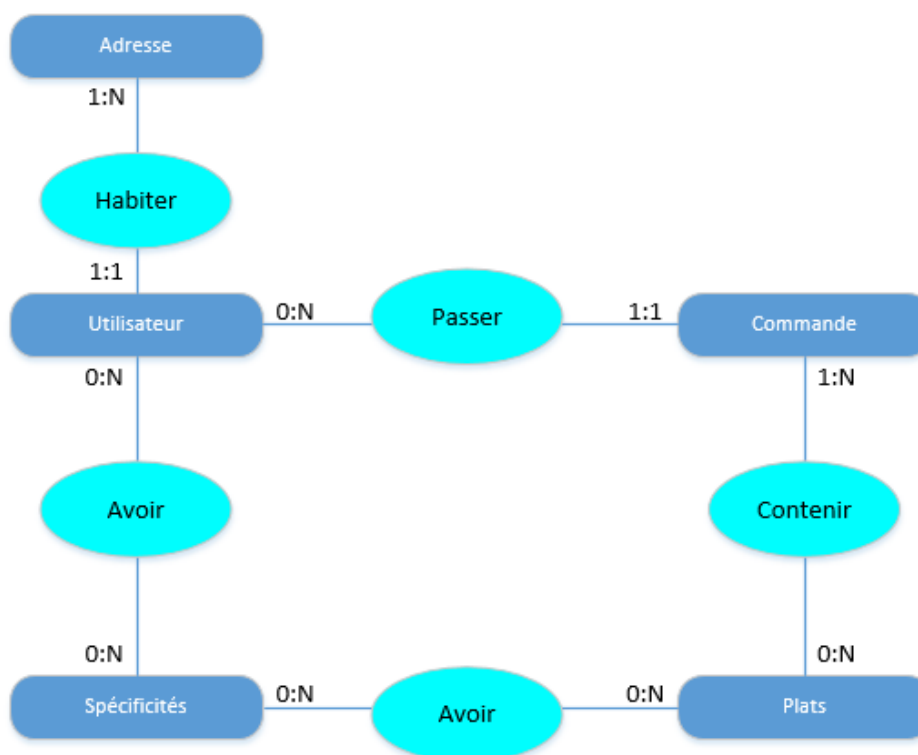 Adresse
1:N
Habiter
1:1
Utilisateur
0:N
Passer
1:1
Commande
0:N
1:N
Avoir
Contenir
0:N
0:N
Spécificités
0:N
Avoir
0:N
Plats